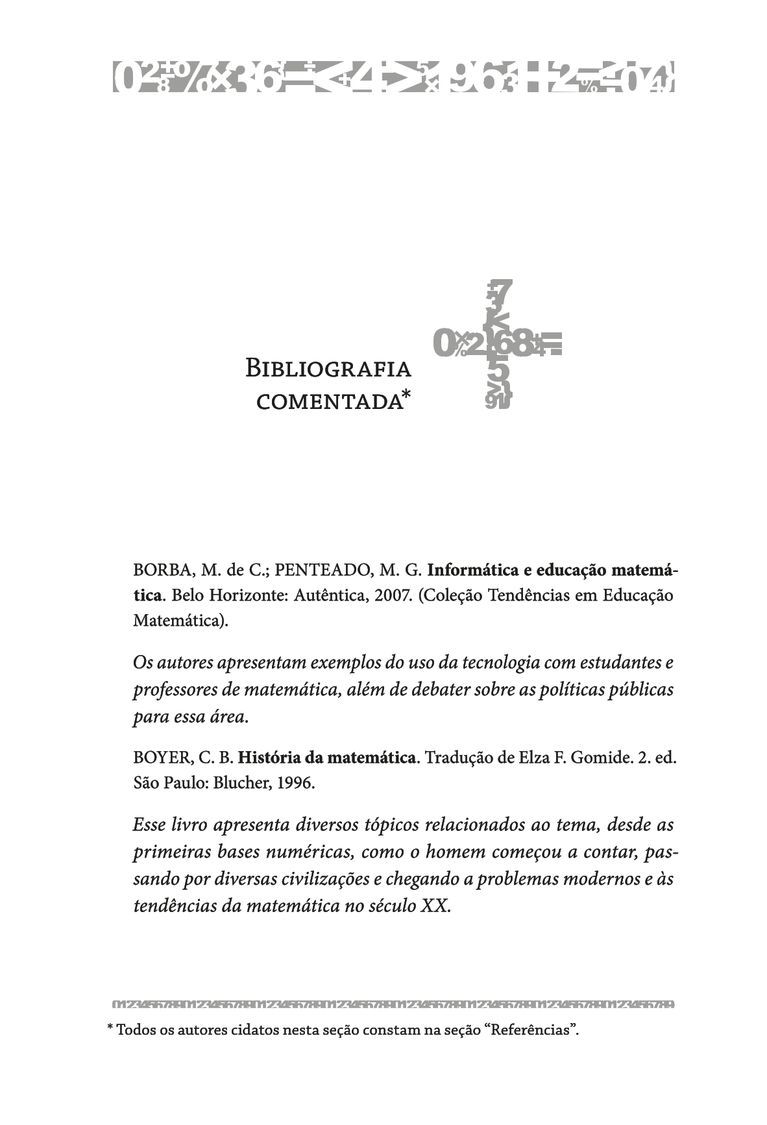 Bibliografia
comentada*
BORBA, M. de C.; PENTEADO, M. G. Informática e educação matemá-
tica. Belo Horizonte: Autêntica, 2007. (Coleção Tendências em Educação
Matemática).
Os autores apresentam exemplos do uso da tecnologia com estudantes e
professores de matemática, além de debater sobre as políticas públicas
para essa área.
BOYER, C. B. História da matemática. Tradução de Elza F. Gomide. 2. ed.
São Paulo: Blucher, 1996.
Esse livro apresenta diversos tópicos relacionados ao tema, desde as
primeiras bases numéricas, como o homem começou a contar, pas-
sando por diversas civilizações e chegando a problemas modernos e às
tendências da matemática no século XX.
* Todos os autores cidatos nesta seção constam na seção “Referências”.